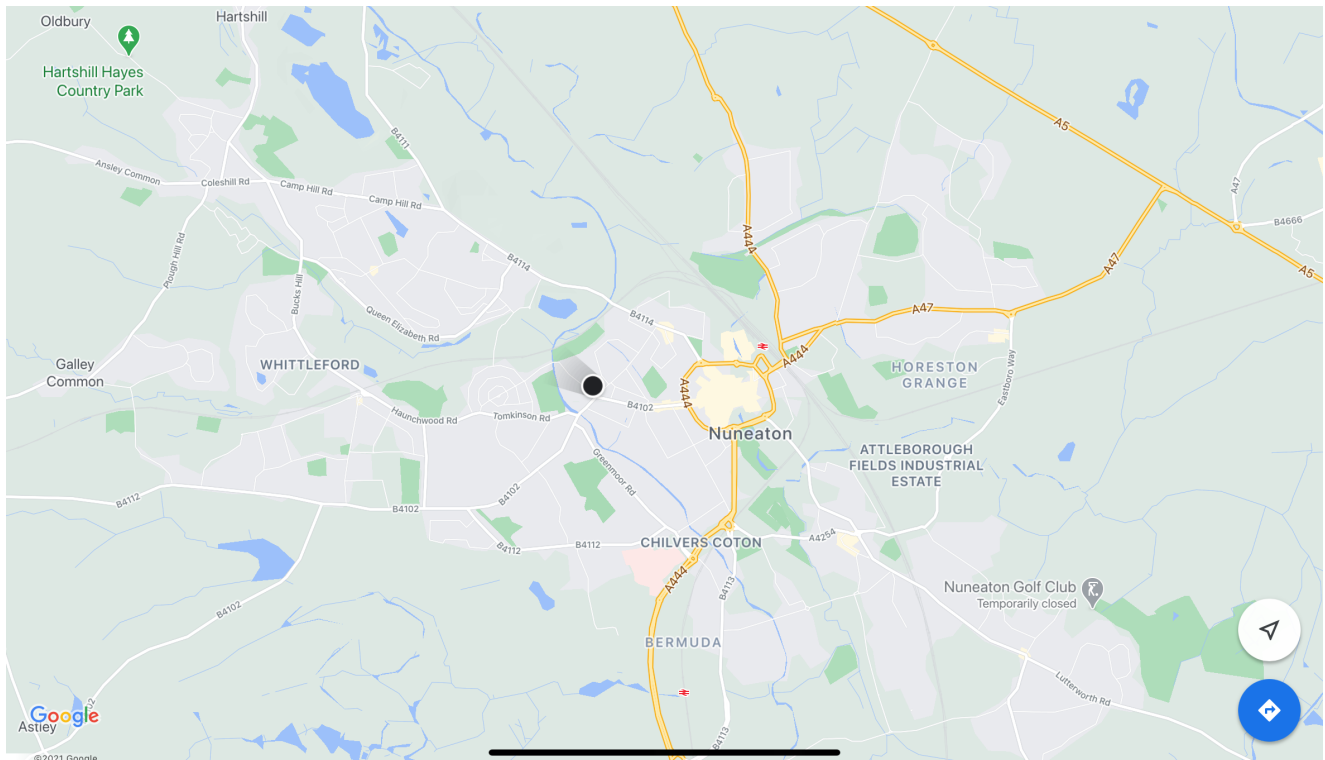 Oldbury
Hartshill
Hartshill Hayes
Country Park
A5
A47
B4111
Ansley Common
Coleshill Rd
Camp Hill Rd
Camp Hill Rd
B4666
A444
Plough Hill Rd
B4114
A47
A5
Bucks Hill
A47
Queen Elizabeth Rd
B4114
A444
WHITTLEFORD
Galley
Common
HORESTON
GRANGE
Eastboro Way
A444
B4102
Haunchwood Rd
Tomkinson Rd
Nuneaton
ATTLEBOROUGH
FIELDS INDUSTRIAL
ESTATE
Greenmoor Rd
B4102
B4112
B4102
A4254
CHILVERS COTON
B4112
B4112
A444
B4113
Nuneaton Golf Club
Temporarily closed
B4102
BERMUDA
Lutterworth Rd
02
Google
Astley
B4113
©2021 Google